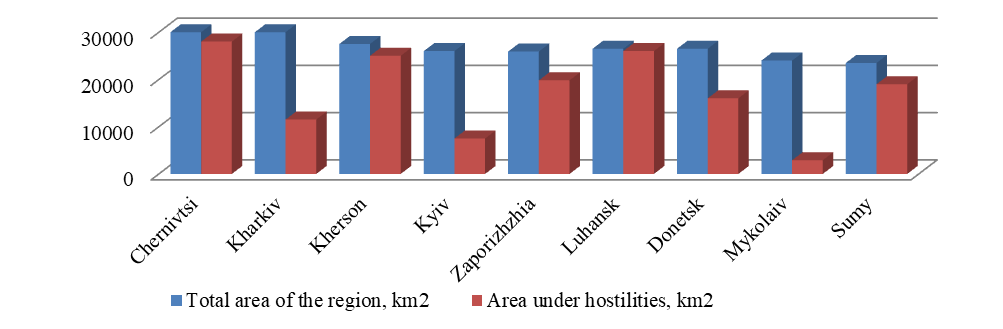 30000
20000
10000
0
Chernivtsi
Kharkiv
Kherson
Kyiv
Zaporizhzhia
Luhansk
Donetsk
Mykolaiv
Sumy
Total area of the region, km2
Area under hostilities, km2